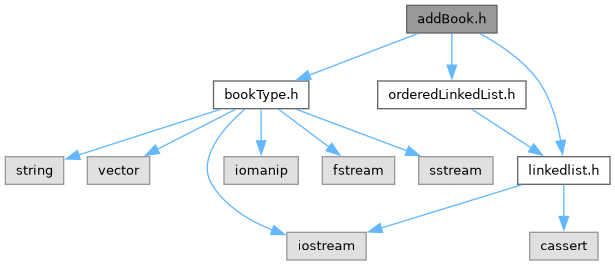 addBook.h
bookType.h
orderedLinkedList.h
string
vector
iomanip
fstream
sstream
linkedlist.h
iostream
cassert